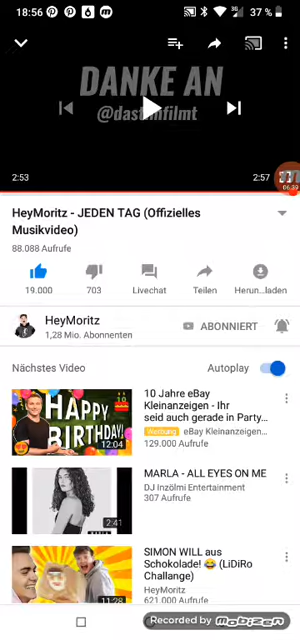 18:56
3G
37 %
DANKE AN
@dastinfilmt
2:53
2:57
06:39
HeyMoritz - JEDEN TAG (Offizielles
Musikvideo)
88.088 Aufrufe
19.000
703
Livechat
Teilen
Herun...laden
HeyMoritz
1,28 Mio. Abonnenten
ABONNIERT
Nächstes Video
Autoplay
HAPPY
BIRTHDAY!
12:04
10 Jahre eBay
Kleinanzeigen - Ihr
seid auch gerade in Party...
Werbung eBay Kleinanzeigen...
129.000 Aufrufe
2:41
MARLA - ALL EYES ON ME
DJ Inzölmi Entertainment
307 Aufrufe
11:28
SIMON WILL aus
Schokolade! 😂 (LiDiRo
Challange)
HeyMoritz
621.000 Aufrufe
Recorded by Mobizen